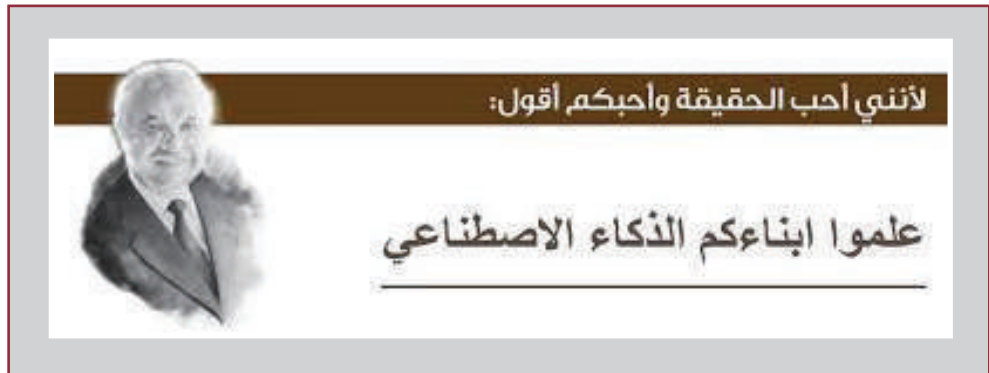 لأنني أحب الحقيقة وأحبكم أقول:
علموا ابناءكم الذكاء الاصطناعي